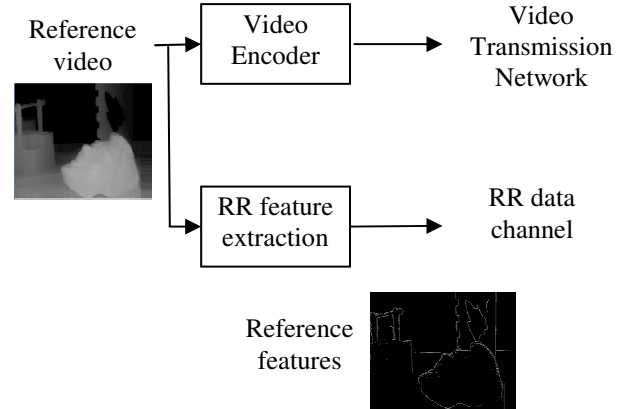 Reference
video
Video
Encoder
Video
Transmission
Network
RR feature
extraction
RR data
channel
Reference
features